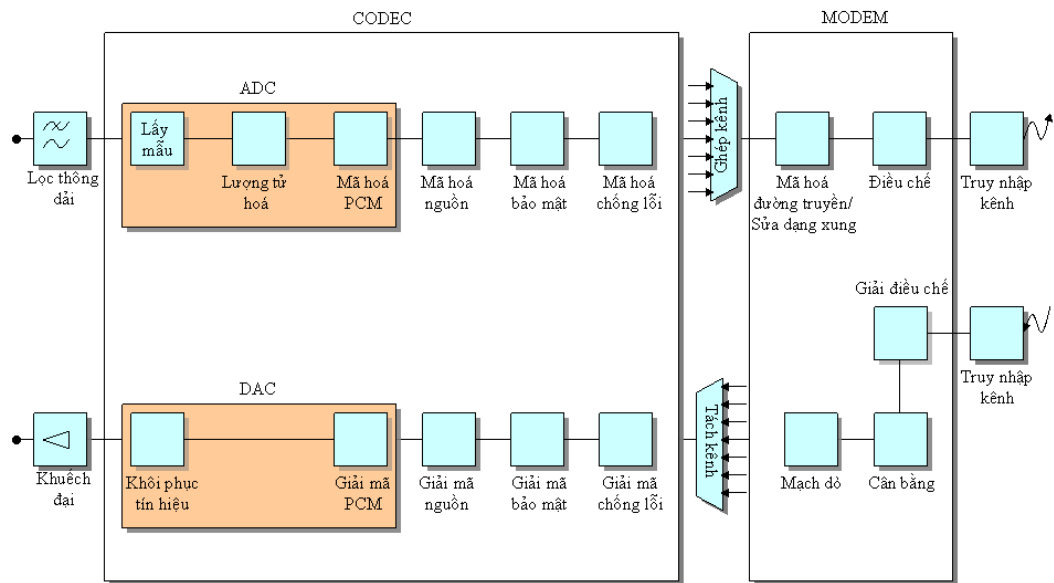 CODEC
MODEM
ADC
Lấy
mẫu
Lọc thông
dải
Lượng tử
hoá
Mã hoá
PCM
Mã hoá
nguồn
Mã hoá
bảo mật
Mã hoá
chống lỗi
Ghép kênh
Mã hoá
đường truyền/
Sửa dạng xung
Điều chế
Truy nhập
kênh
Giải điều chế
Truy nhập
kênh
DAC
Khuếch
đại
Khôi phục
tín hiệu
Giải mã
PCM
Giải mã
nguồn
Giải mã
bảo mật
Giải mã
chống lỗi
Tách kênh
Mạch dò
Cân bằng